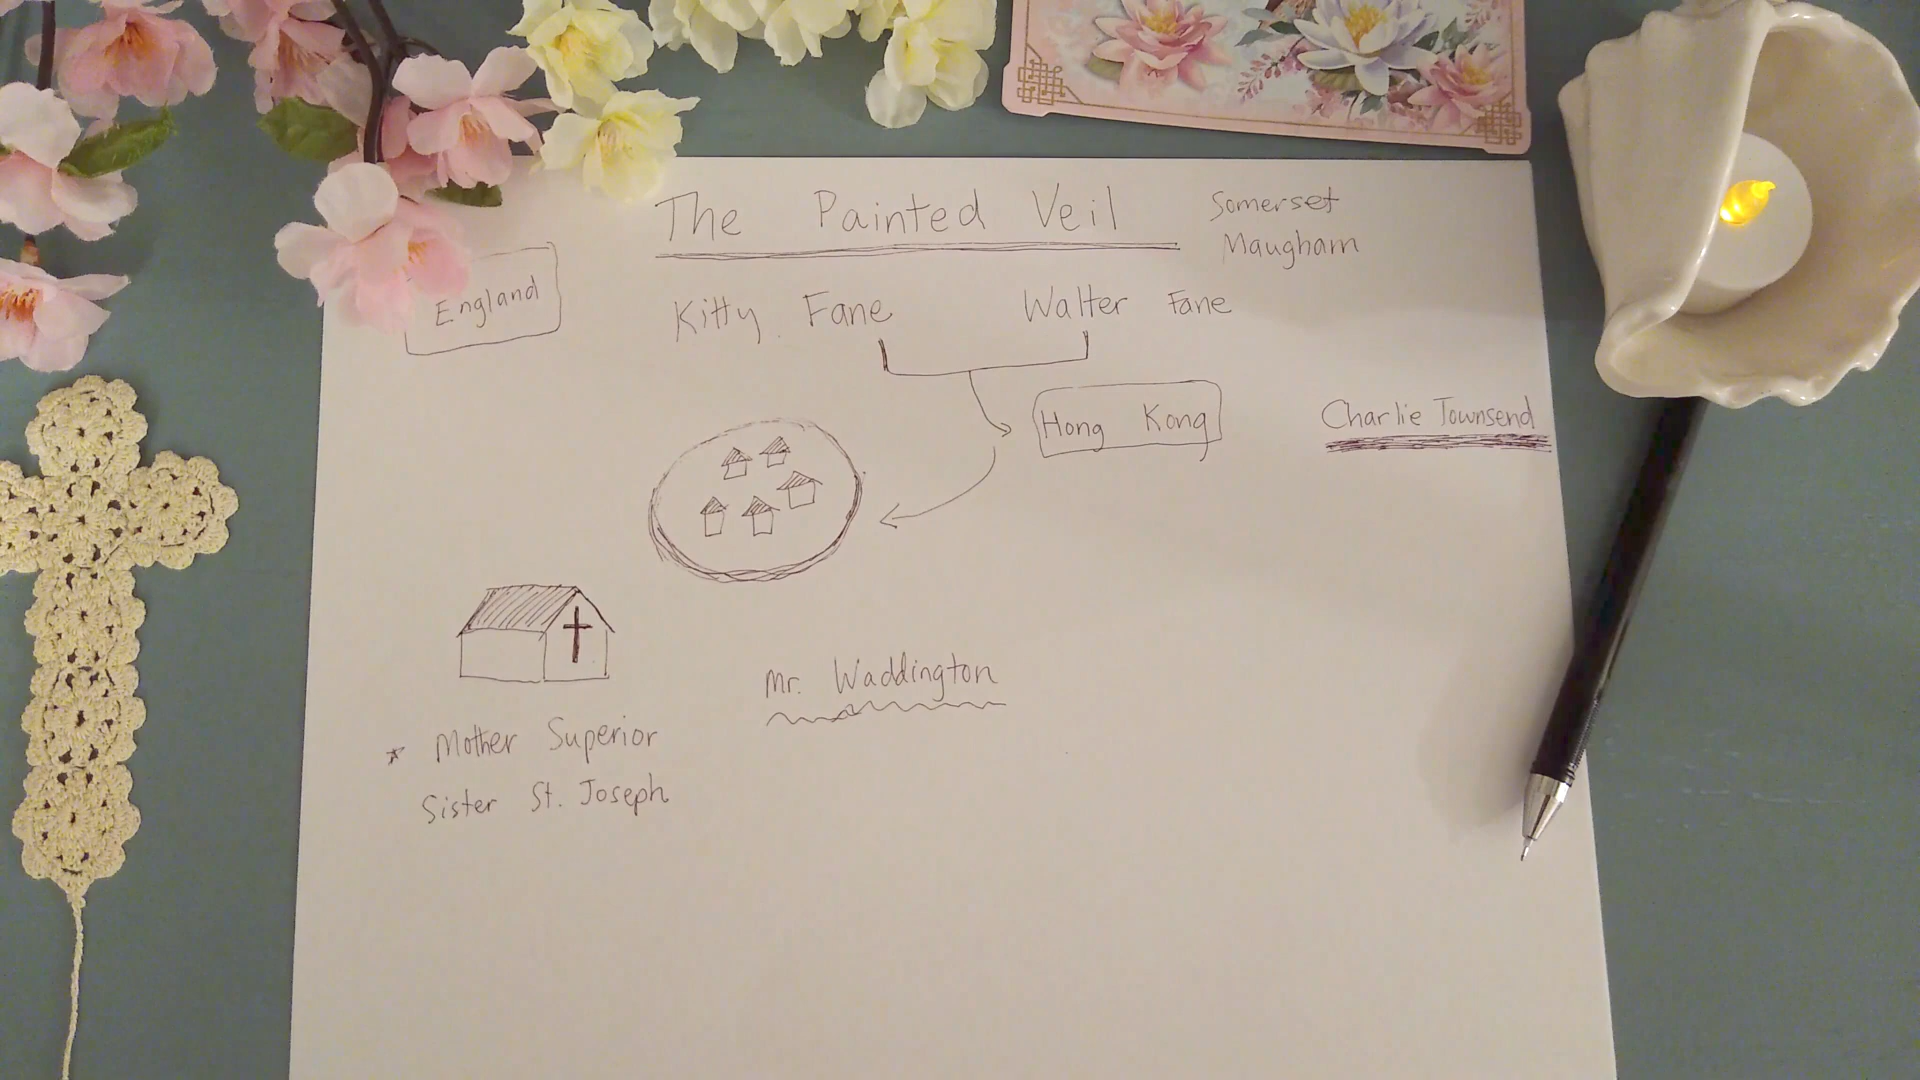 The Painted Veil
Somerset
Maugham
England
Kitty Fane
Walter Fane
Hong Kong
Charlie Townsend
Mr. Waddington
* Mother Superior
Sister St. Joseph